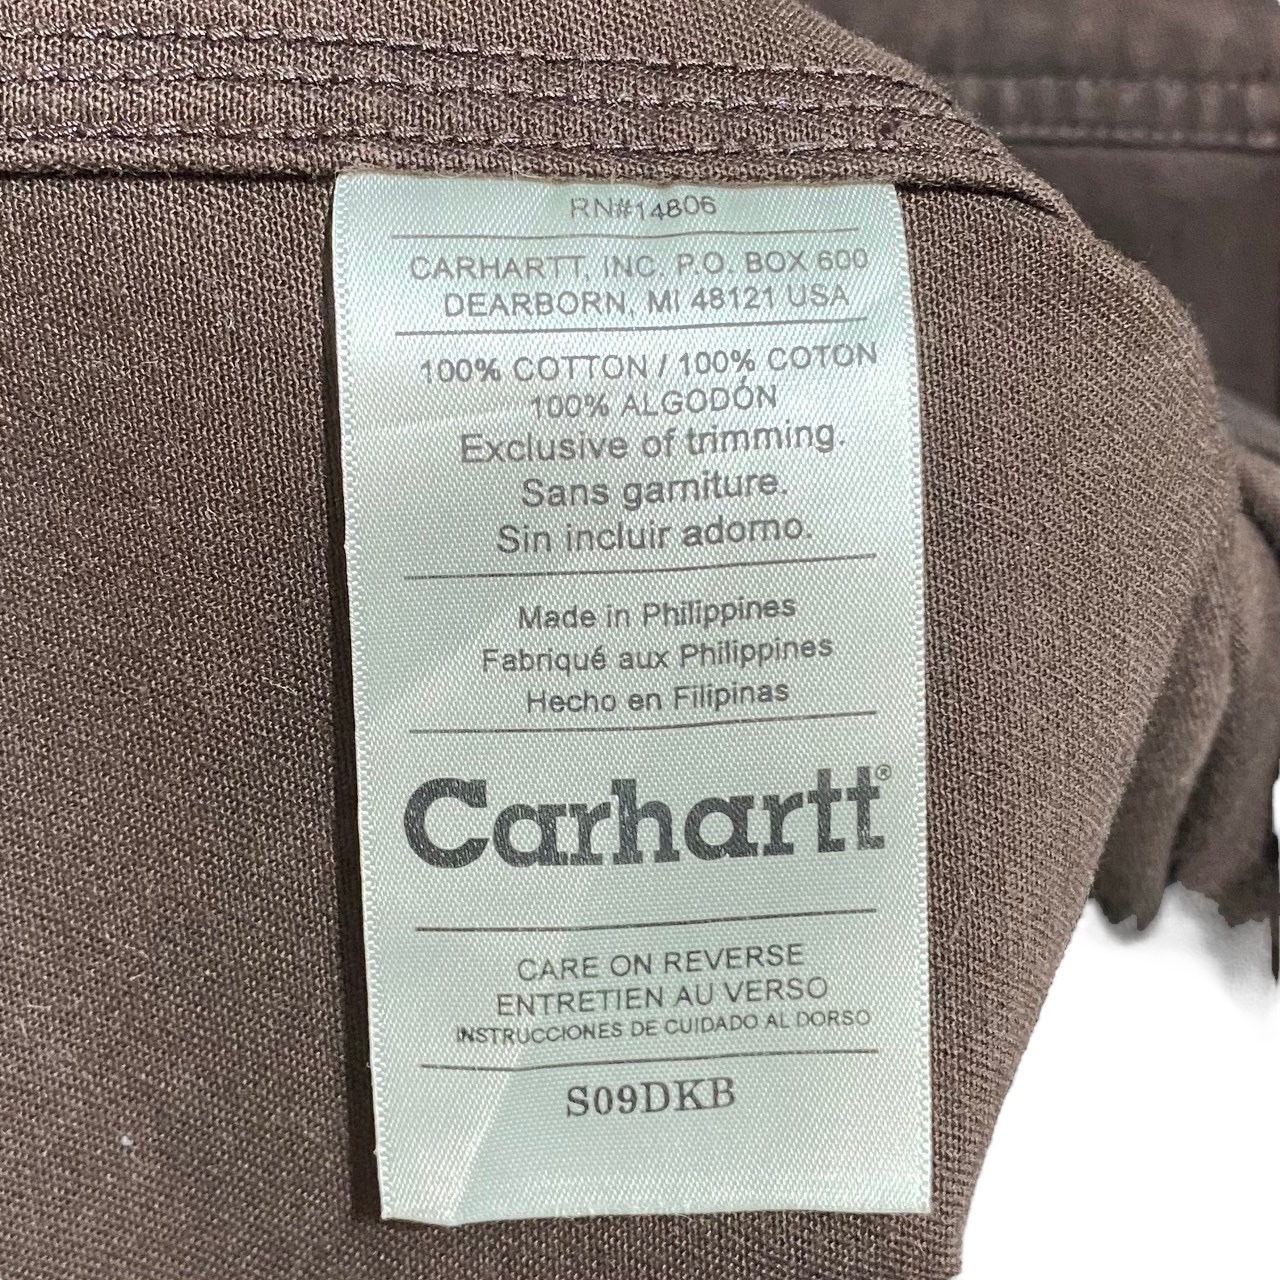 RN#14806
CARHARTT, INC. P.O. BOX 600
DEARBORN, MI 48121 USA
100% COTTON / 100% COTON
100% ALGODÓN
Exclusive of trimming.
Sans garniture.
Sin incluir adorno.
Made in Philippines
Fabriqué aux Philippines
Hecho en Filipinas
Carhartt®
CARE ON REVERSE
ENTRETIEN AU VERSO
INSTRUCCIONES DE CUIDADO AL DORSO
S09DKB